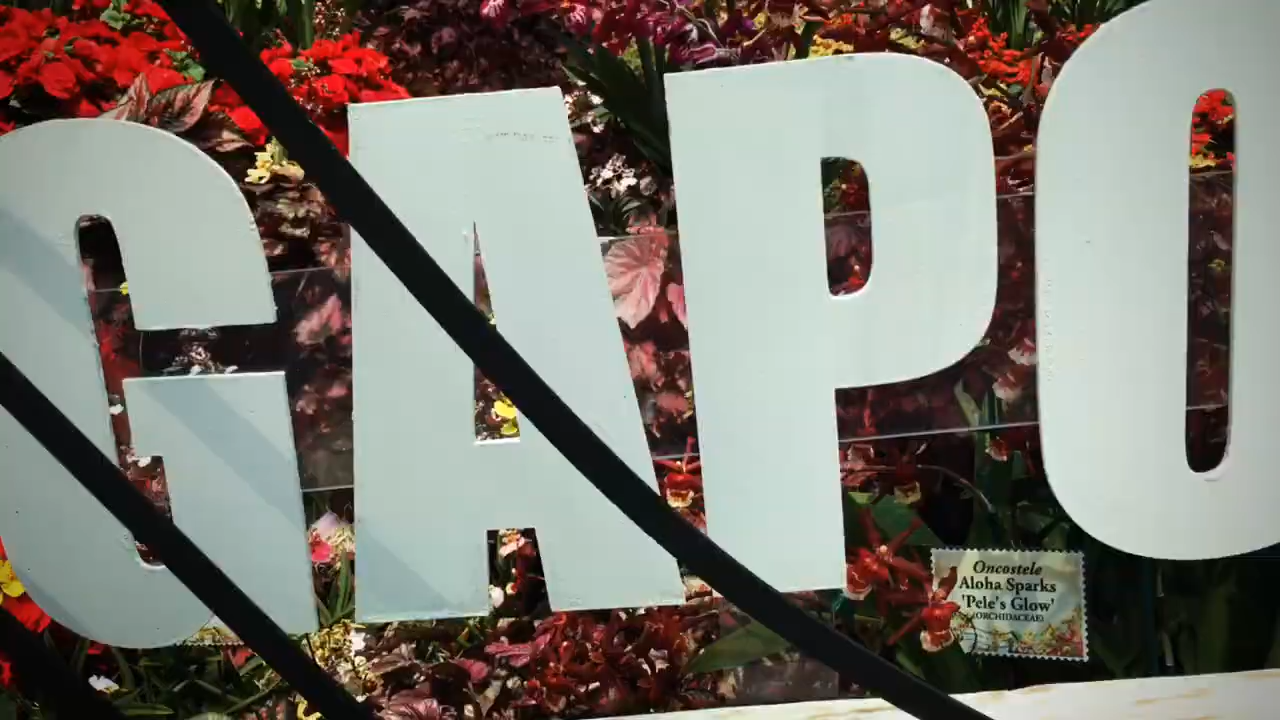 GAPO
Oncostele
Aloha Sparks
'Pele's Glow'
(ORCHIDACEAE)